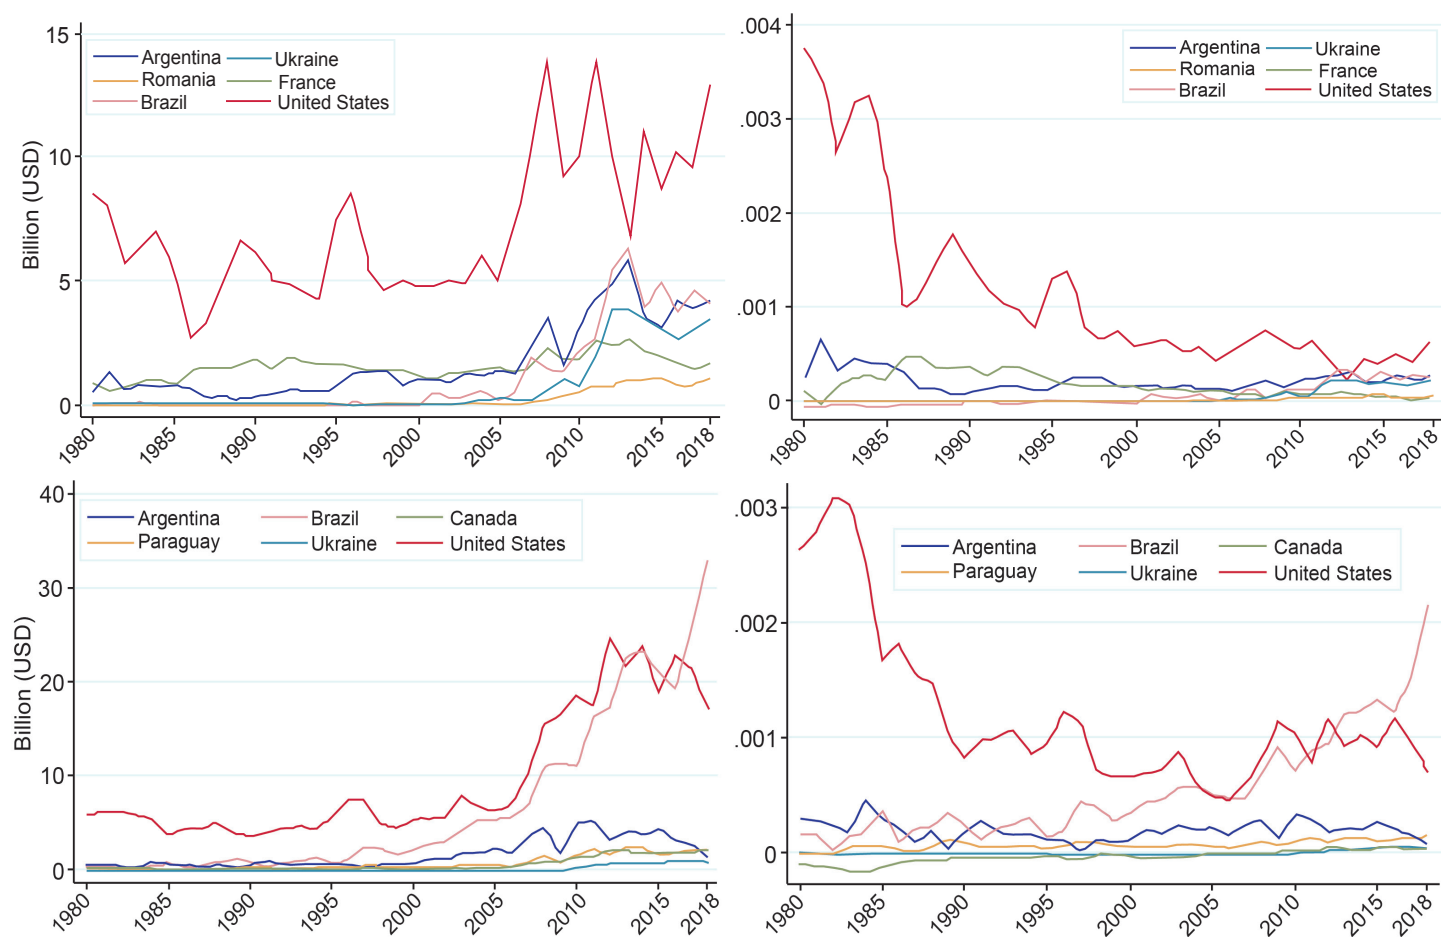 15
10
5
0
Billion (USD)
Argentina Ukraine
Romania France
Brazil United States
1980 1985 1990 1995 2000 2005 2010 2015 2018
.004
.003
.002
.001
0
Argentina Ukraine
Romania France
Brazil United States
1980 1985 1990 1995 2000 2005 2010 2015 2018
40
30
20
10
0
Billion (USD)
Argentina Brazil Canada
Paraguay Ukraine United States
1980 1985 1990 1995 2000 2005 2010 2015 2018
.003
.002
.001
0
Argentina Brazil Canada
Paraguay Ukraine United States
1980 1985 1990 1995 2000 2005 2010 2015 2018